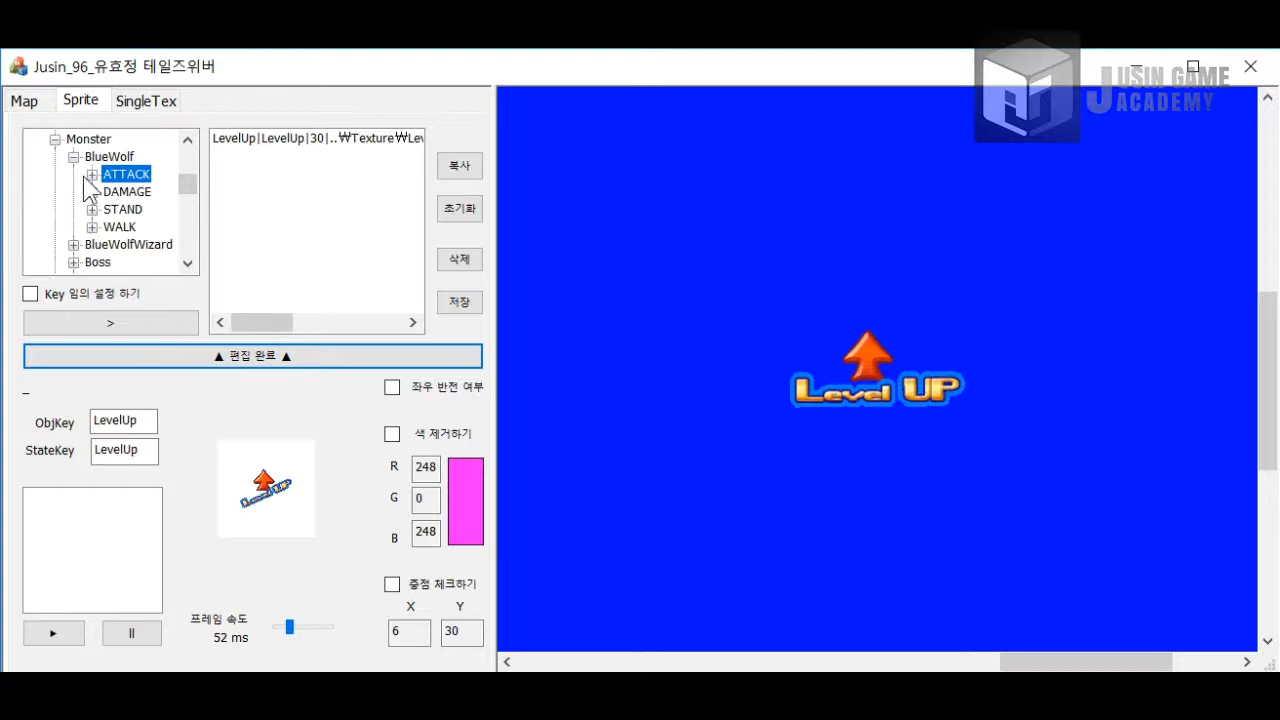 Jusin_96_유효정 테일즈위버
JUSIN GAME
ACADEMY
Map
Sprite
SingleTex
Monster
BlueWolf
ATTACK
DAMAGE
STAND
WALK
BlueWolfWizard
Boss
LevelUp|LevelUp|30|..₩Texture₩Lev
복사
초기화
삭제
저장
Key 임의 설정 하기
>
▲ 편집 완료 ▲
좌우 반전 여부
ObjKey
LevelUp
StateKey
LevelUp
Level UP
색 제거하기
R
248
G
0
B
248
Level UP
중점 체크하기
X
Y
6
30
프레임 속도
52 ms